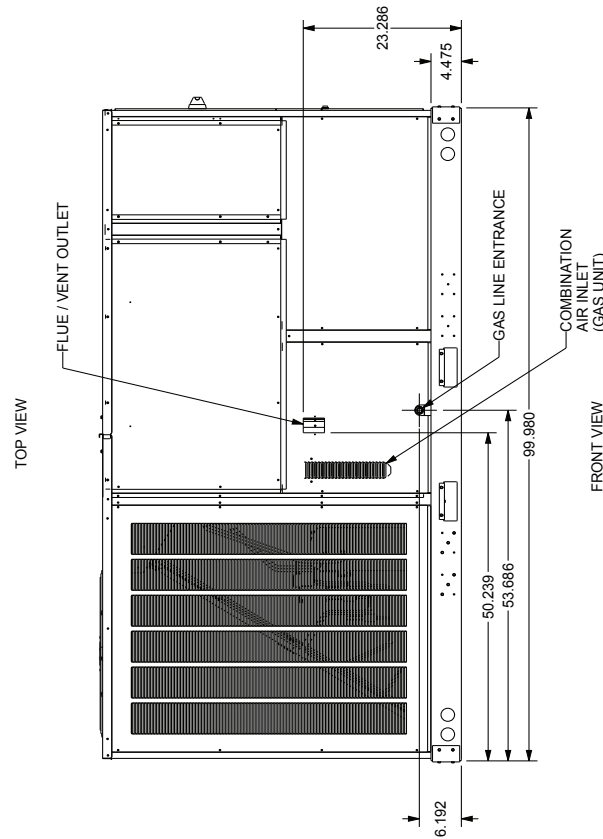 TOP VIEW
FLUE / VENT OUTLET
23.286
4.475
GAS LINE ENTRANCE
COMBINATION
AIR INLET
(GAS UNIT)
50.239
53.686
99.980
6.192
FRONT VIEW